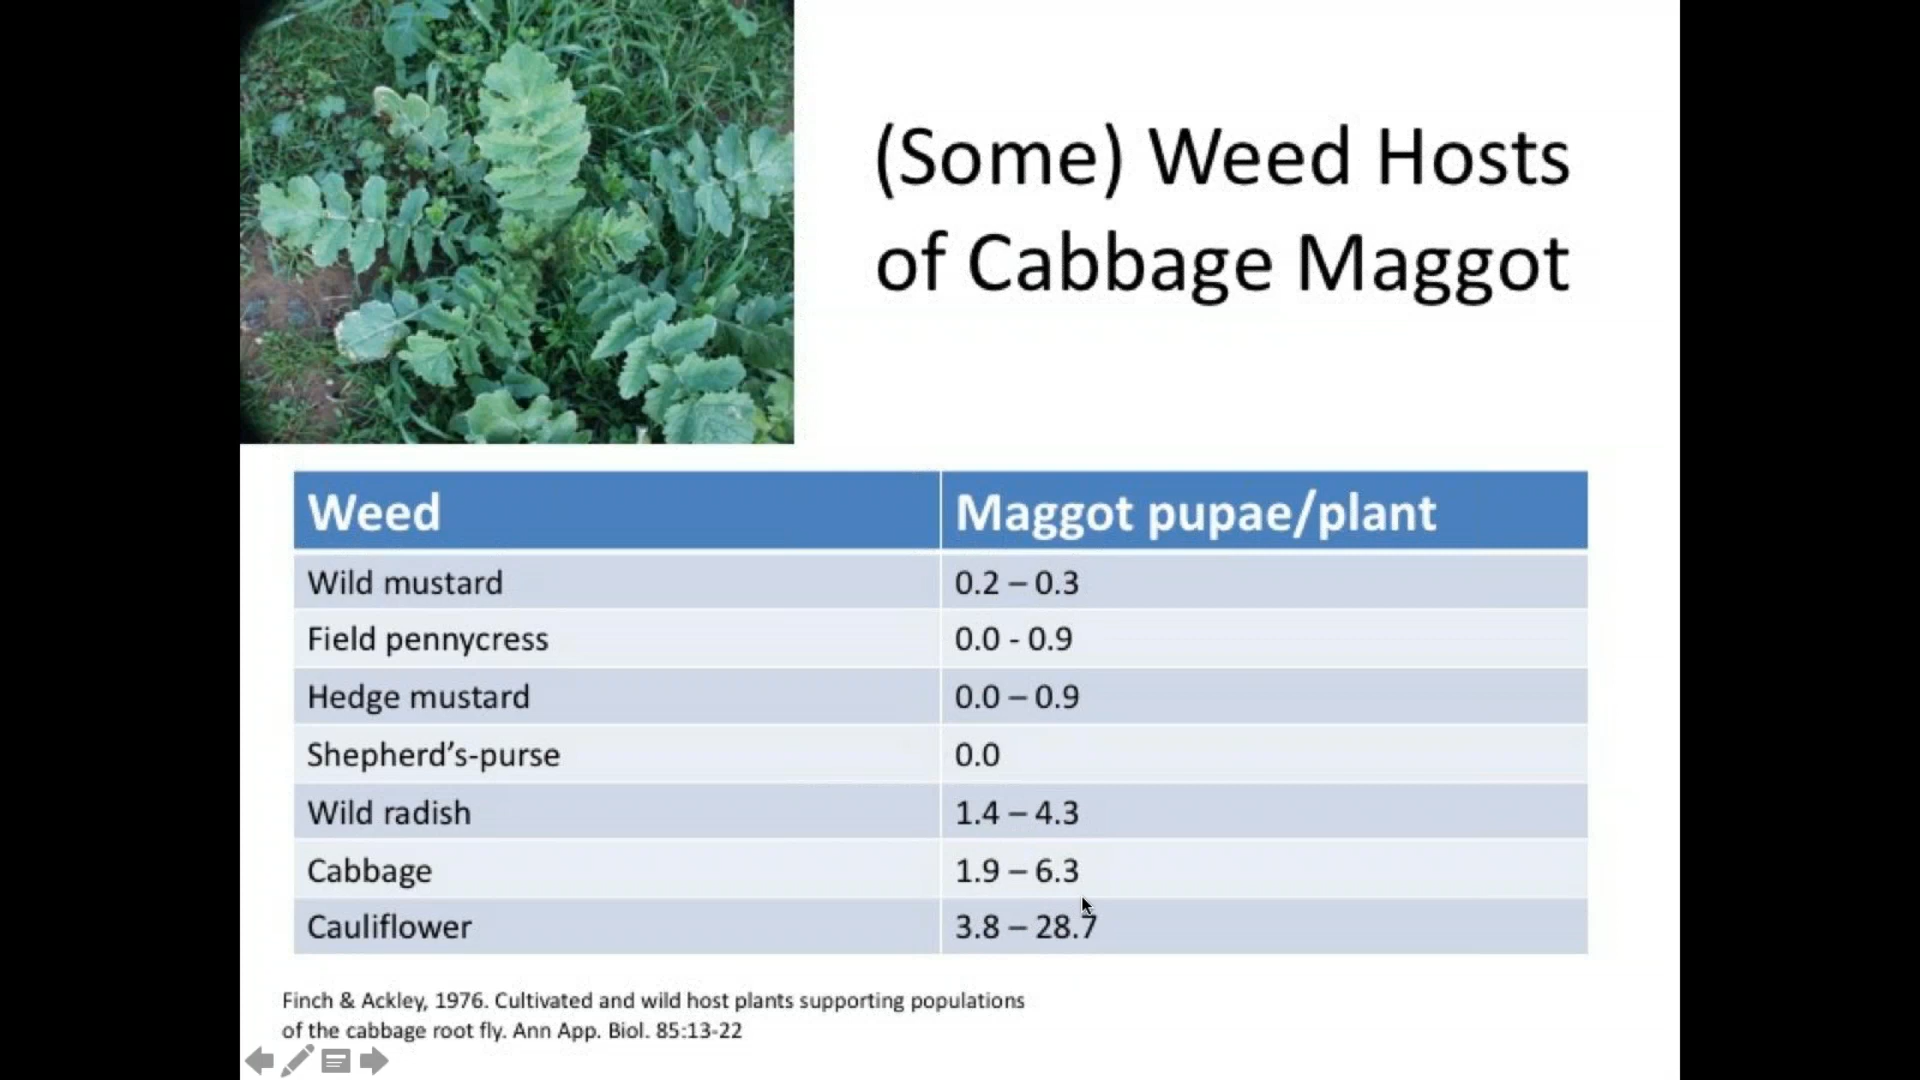 (Some) Weed Hosts
of Cabbage Maggot
Weed Maggot pupae/plant
Wild mustard 0.2 – 0.3
Field pennycress 0.0 - 0.9
Hedge mustard 0.0 – 0.9
Shepherd’s-purse 0.0
Wild radish 1.4 – 4.3
Cabbage 1.9 – 6.3
Cauliflower 3.8 – 28.7
Finch & Ackley, 1976. Cultivated and wild host plants supporting populations
of the cabbage root fly. Ann App. Biol. 85:13-22